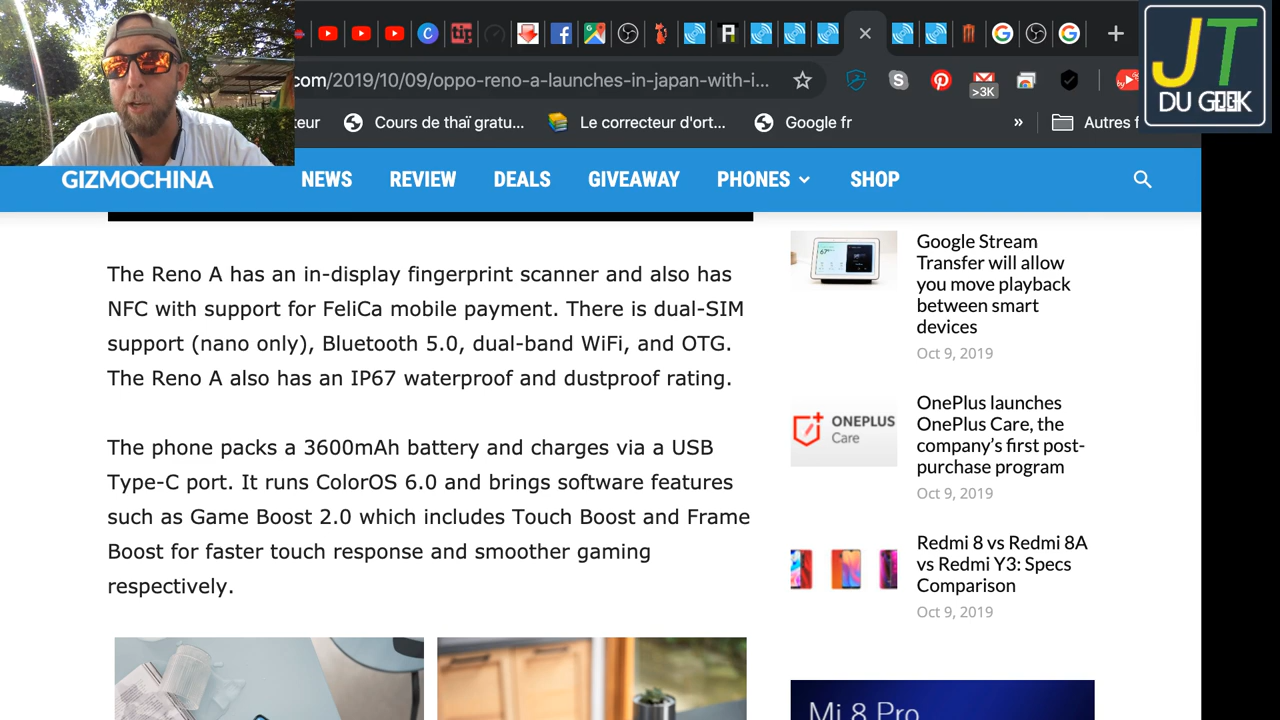 .com/2019/10/09/oppo-reno-a-launches-in-japan-with-i...
>3K
JT
DU GEEK
teur
Cours de thaï gratu...
Le correcteur d'ort...
Google fr
»
Autres f
GIZMOCHINA
NEWS
REVIEW
DEALS
GIVEAWAY
PHONES
SHOP
The Reno A has an in-display fingerprint scanner and also has
NFC with support for FeliCa mobile payment. There is dual-SIM
support (nano only), Bluetooth 5.0, dual-band WiFi, and OTG.
The Reno A also has an IP67 waterproof and dustproof rating.
The phone packs a 3600mAh battery and charges via a USB
Type-C port. It runs ColorOS 6.0 and brings software features
such as Game Boost 2.0 which includes Touch Boost and Frame
Boost for faster touch response and smoother gaming
respectively.
Google Stream
Transfer will allow
you move playback
between smart
devices
Oct 9, 2019
ONEPLUS
Care
OnePlus launches
OnePlus Care, the
company's first post-
purchase program
Oct 9, 2019
Redmi 8 vs Redmi 8A
vs Redmi Y3: Specs
Comparison
Oct 9, 2019
Mi 8 Pro